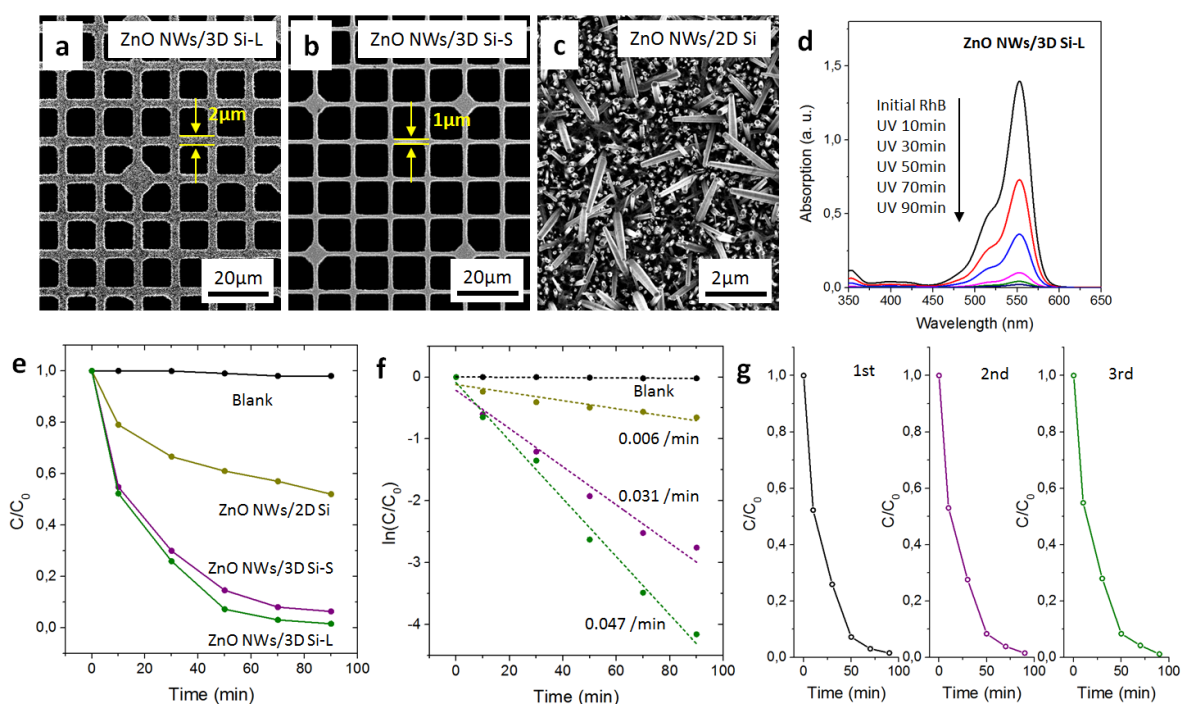 a
ZnO NWs/3D Si-L
2μm
20μm
b
ZnO NWs/3D Si-S
1μm
20μm
c
ZnO NWs/2D Si
2μm
d
ZnO NWs/3D Si-L
Initial RhB
UV 10min
UV 30min
UV 50min
UV 70min
UV 90min
Absorption (a. u.)
1,5
1,0
0,5
0,0
350 400 450 500 550 600 650
Wavelength (nm)
e
C/C0
1,0
0,8
0,6
0,4
0,2
0,0
Blank
ZnO NWs/2D Si
ZnO NWs/3D Si-S
ZnO NWs/3D Si-L
0 20 40 60 80 100
Time (min)
f
ln(C/C0)
0
-1
-2
-3
-4
Blank
0.006 /min
0.031 /min
0.047 /min
0 20 40 60 80 100
Time (min)
g
1st
C/C0
1,0
0,8
0,6
0,4
0,2
0,0
0 50 100
Time (min)
2nd
C/C0
1,0
0,8
0,6
0,4
0,2
0,0
0 50 100
Time (min)
3rd
C/C0
1,0
0,8
0,6
0,4
0,2
0,0
0 50 100
Time (min)